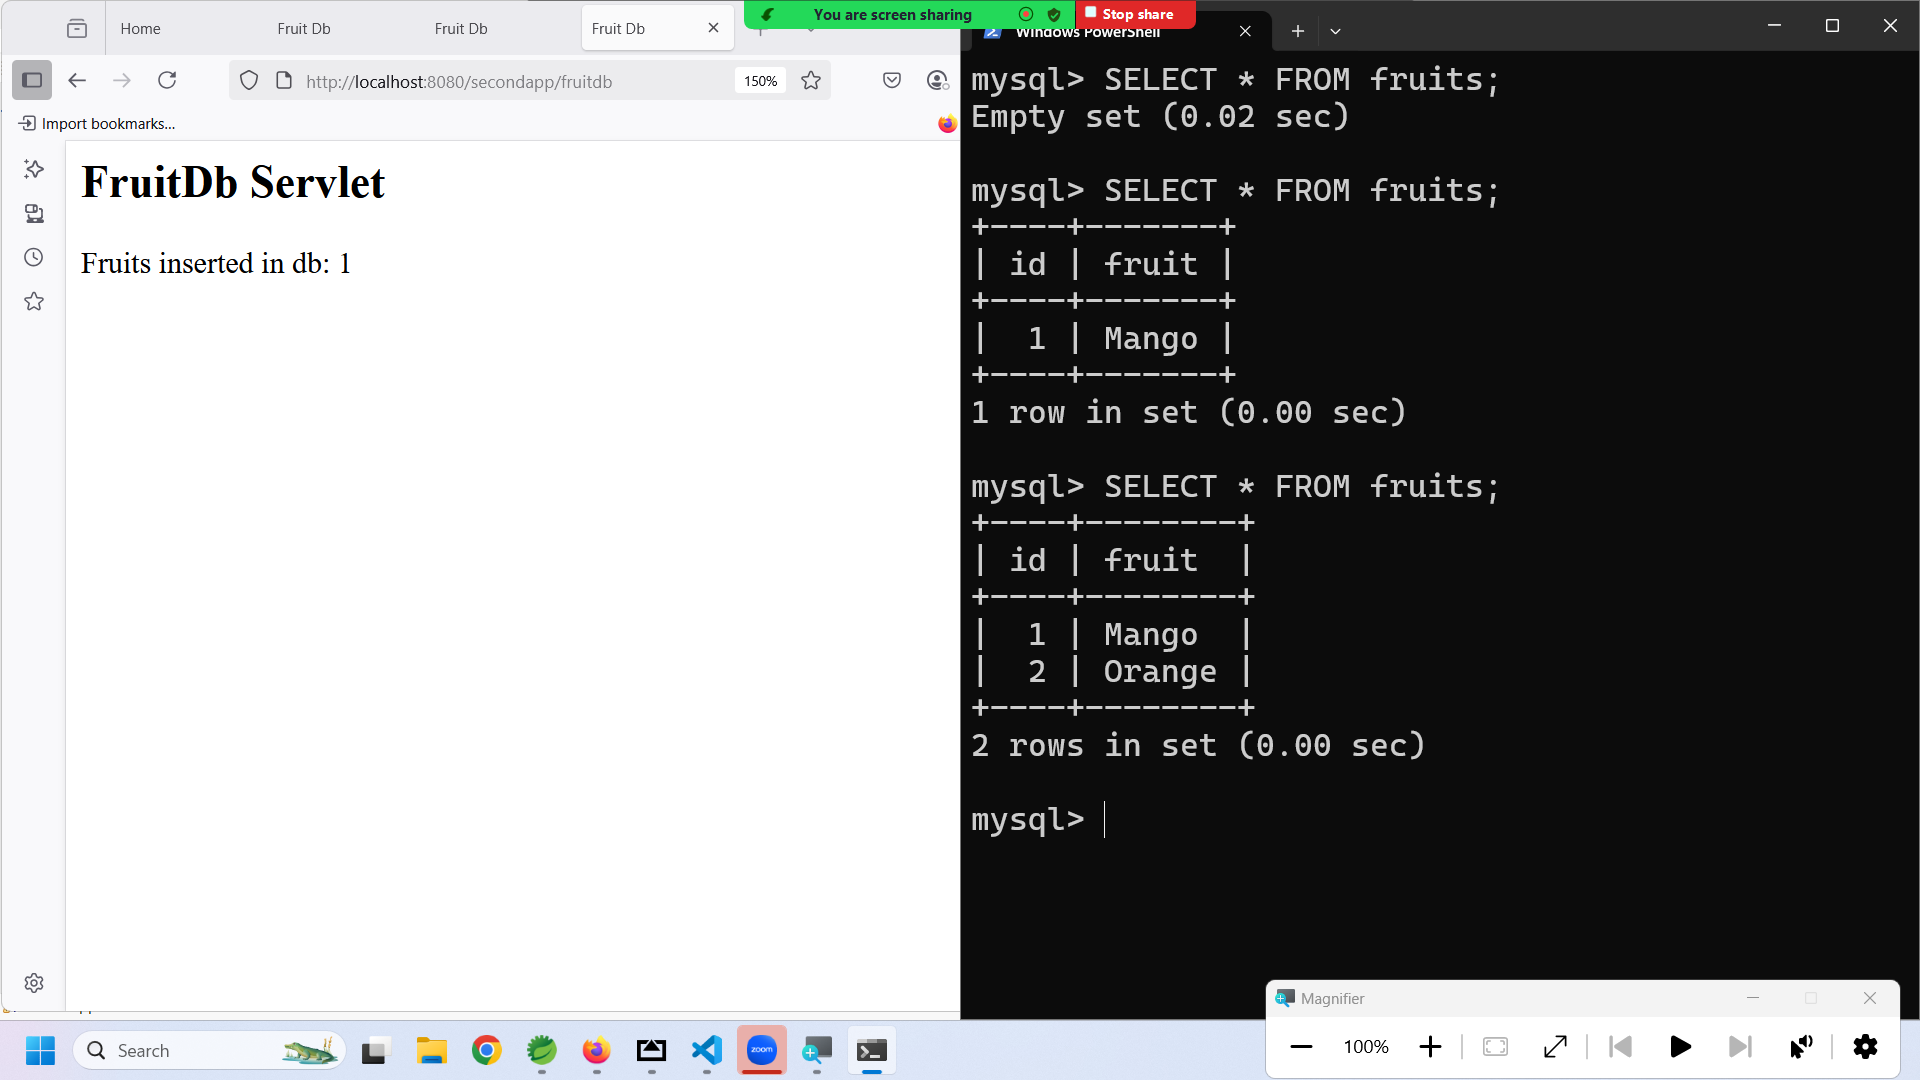 Home
Fruit Db
Fruit Db
Fruit Db
You are screen sharing
Stop share
http://localhost:8080/secondapp/fruitdb
150%
Import bookmarks...
FruitDb Servlet
Fruits inserted in db: 1
Windows PowerShell
mysql> SELECT * FROM fruits;
Empty set (0.02 sec)
mysql> SELECT * FROM fruits;
+----+-------+
| id | fruit |
+----+-------+
|  1 | Mango |
+----+-------+
1 row in set (0.00 sec)
mysql> SELECT * FROM fruits;
+----+--------+
| id | fruit  |
+----+--------+
|  1 | Mango  |
|  2 | Orange |
+----+--------+
2 rows in set (0.00 sec)
mysql>
Magnifier
100%
Search
zoom